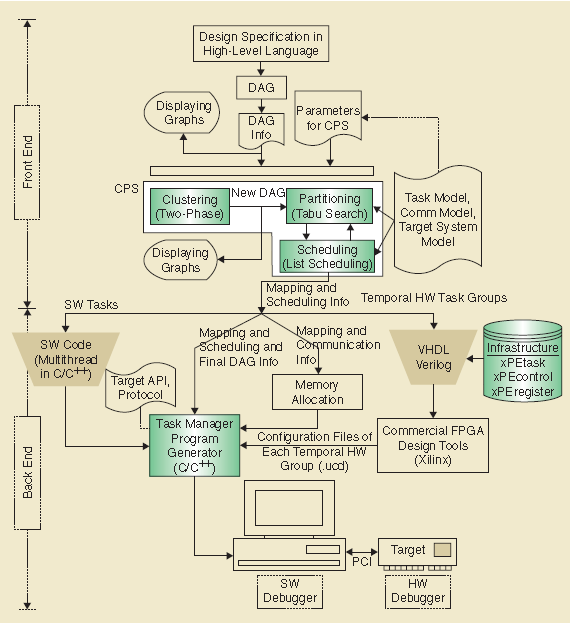 Design Specification in
High-Level Language
DAG
Displaying
Graphs
DAG
Info
Parameters
for CPS
Front End
CPS
Clustering
(Two-Phase)
New DAG
Partitioning
(Tabu Search)
Task Model,
Comm Model,
Target System
Model
Displaying
Graphs
Scheduling
(List Scheduling)
Mapping and
Scheduling Info
SW Tasks
Temporal HW Task Groups
SW Code
(Multithread
in C/C++)
Mapping and
Scheduling and
Final DAG Info
Mapping and
Communication
Info
VHDL
Verilog
Infrastructure
xPEtask
xPEcontrol
xPEregister
Target API,
Protocol
Memory
Allocation
Back End
Task Manager
Program
Generator
(C/C++)
Configuration Files of
Each Temporal HW
Group (.ucd)
Commercial FPGA
Design Tools
(Xilinx)
PCI
Target
SW
Debugger
HW
Debugger